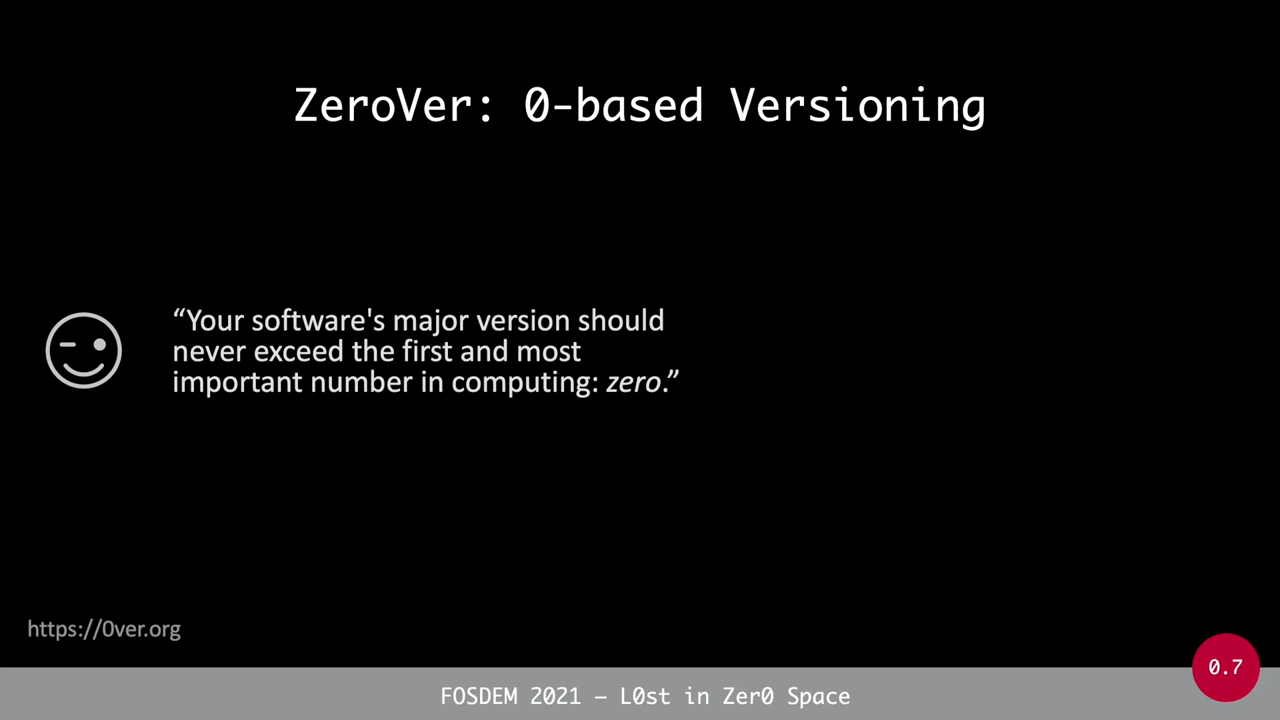 ZeroVer: 0-based Versioning
“Your software's major version should
never exceed the first and most
important number in computing: zero.”
https://0ver.org
0.7
FOSDEM 2021 – L0st in Zer0 Space